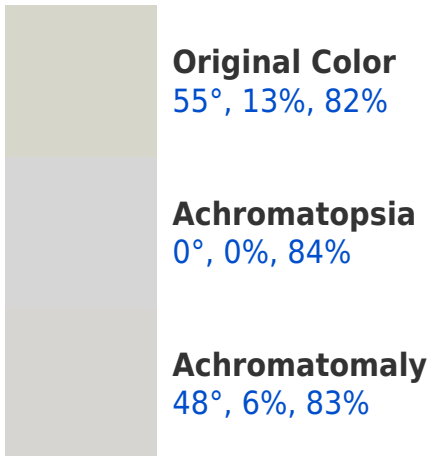 Original Color
55°, 13%, 82%
Achromatopsia
0°, 0%, 84%
Achromatomaly
48°, 6%, 83%